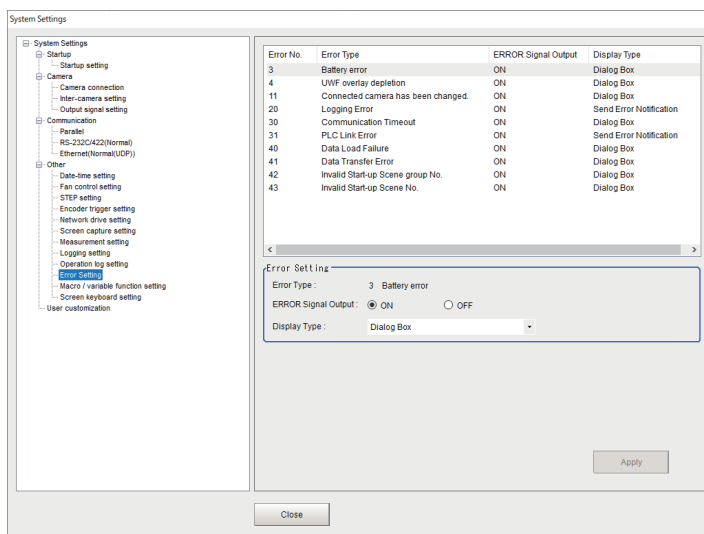 System Settings
System Settings
Startup
Startup setting
Camera
Camera connection
Inter-camera setting
Output signal setting
Communication
Parallel
RS-232C/422(Normal)
Ethernet(Normal(UDP))
Other
Date-time setting
Fan control setting
STEP setting
Encoder trigger setting
Network drive setting
Screen capture setting
Measurement setting
Logging setting
Operation log setting
Error Setting
Macro / variable function setting
Screen keyboard setting
User customization
Error No. Error Type ERROR Signal Output Display Type
3 Battery error ON Dialog Box
4 UWF overlay depletion ON Dialog Box
11 Connected camera has been changed. ON Dialog Box
20 Logging Error ON Send Error Notification
30 Communication Timeout ON Dialog Box
31 PLC Link Error ON Send Error Notification
40 Data Load Failure ON Dialog Box
41 Data Transfer Error ON Dialog Box
42 Invalid Start-up Scene group No. ON Dialog Box
43 Invalid Start-up Scene No. ON Dialog Box
Error Setting
Error Type : 3 Battery error
ERROR Signal Output : ON OFF
Display Type : Dialog Box
Apply
Close